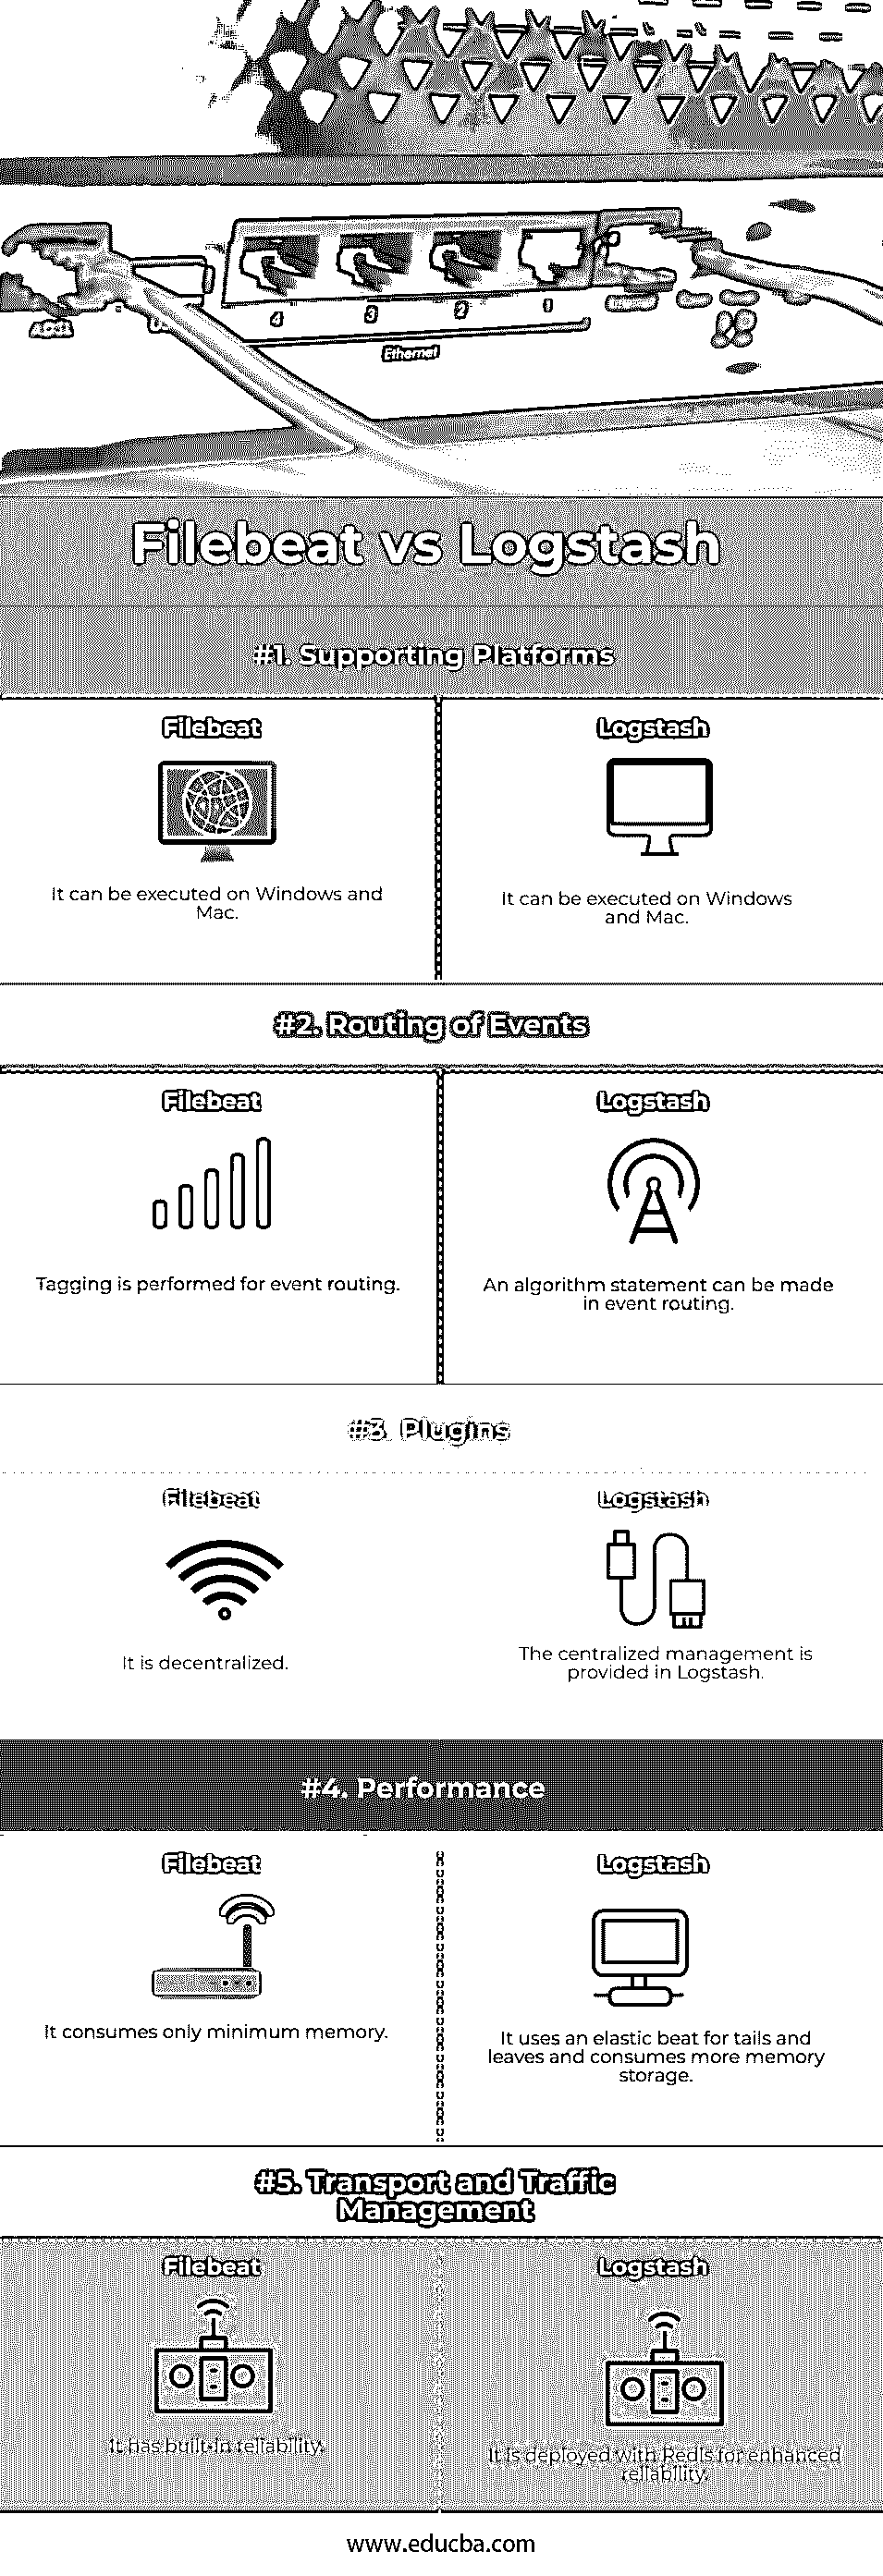 4
3
2
1
Ethernet
Filebeat vs Logstash
#1. Supporting Platforms
Filebeat
Logstash
It can be executed on Windows and
Mac.
It can be executed on Windows
and Mac.
#2. Routing of Events
Filebeat
Logstash
Tagging is performed for event routing.
An algorithm statement can be made
in event routing.
#3. Plugins
Filebeat
Logstash
It is decentralized.
The centralized management is
provided in Logstash.
#4. Performance
Filebeat
Logstash
It consumes only minimum memory.
It uses an elastic beat for tails and
leaves and consumes more memory
storage.
#5. Transport and Traffic
Management
Filebeat
Logstash
It has built-in reliability.
It is deployed with Redis for enhanced
reliability.
www.educba.com